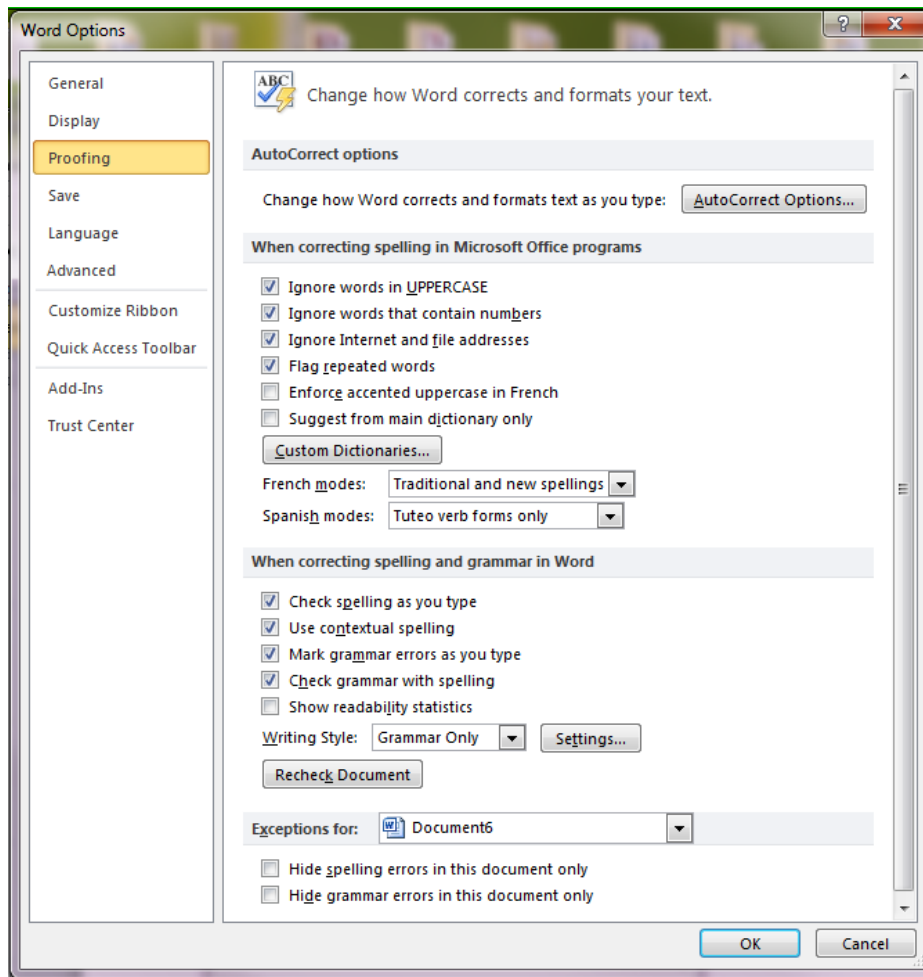 Word Options
General
Display
Proofing
Save
Language
Advanced
Customize Ribbon
Quick Access Toolbar
Add-Ins
Trust Center
ABC
Change how Word corrects and formats your text.
AutoCorrect options
Change how Word corrects and formats text as you type: AutoCorrect Options...
When correcting spelling in Microsoft Office programs
Ignore words in UPPERCASE
Ignore words that contain numbers
Ignore Internet and file addresses
Flag repeated words
Enforce accented uppercase in French
Suggest from main dictionary only
Custom Dictionaries...
French modes: Traditional and new spellings
Spanish modes: Tuteo verb forms only
When correcting spelling and grammar in Word
Check spelling as you type
Use contextual spelling
Mark grammar errors as you type
Check grammar with spelling
Show readability statistics
Writing Style: Grammar Only Settings...
Recheck Document
Exceptions for: Document6
Hide spelling errors in this document only
Hide grammar errors in this document only
OK Cancel